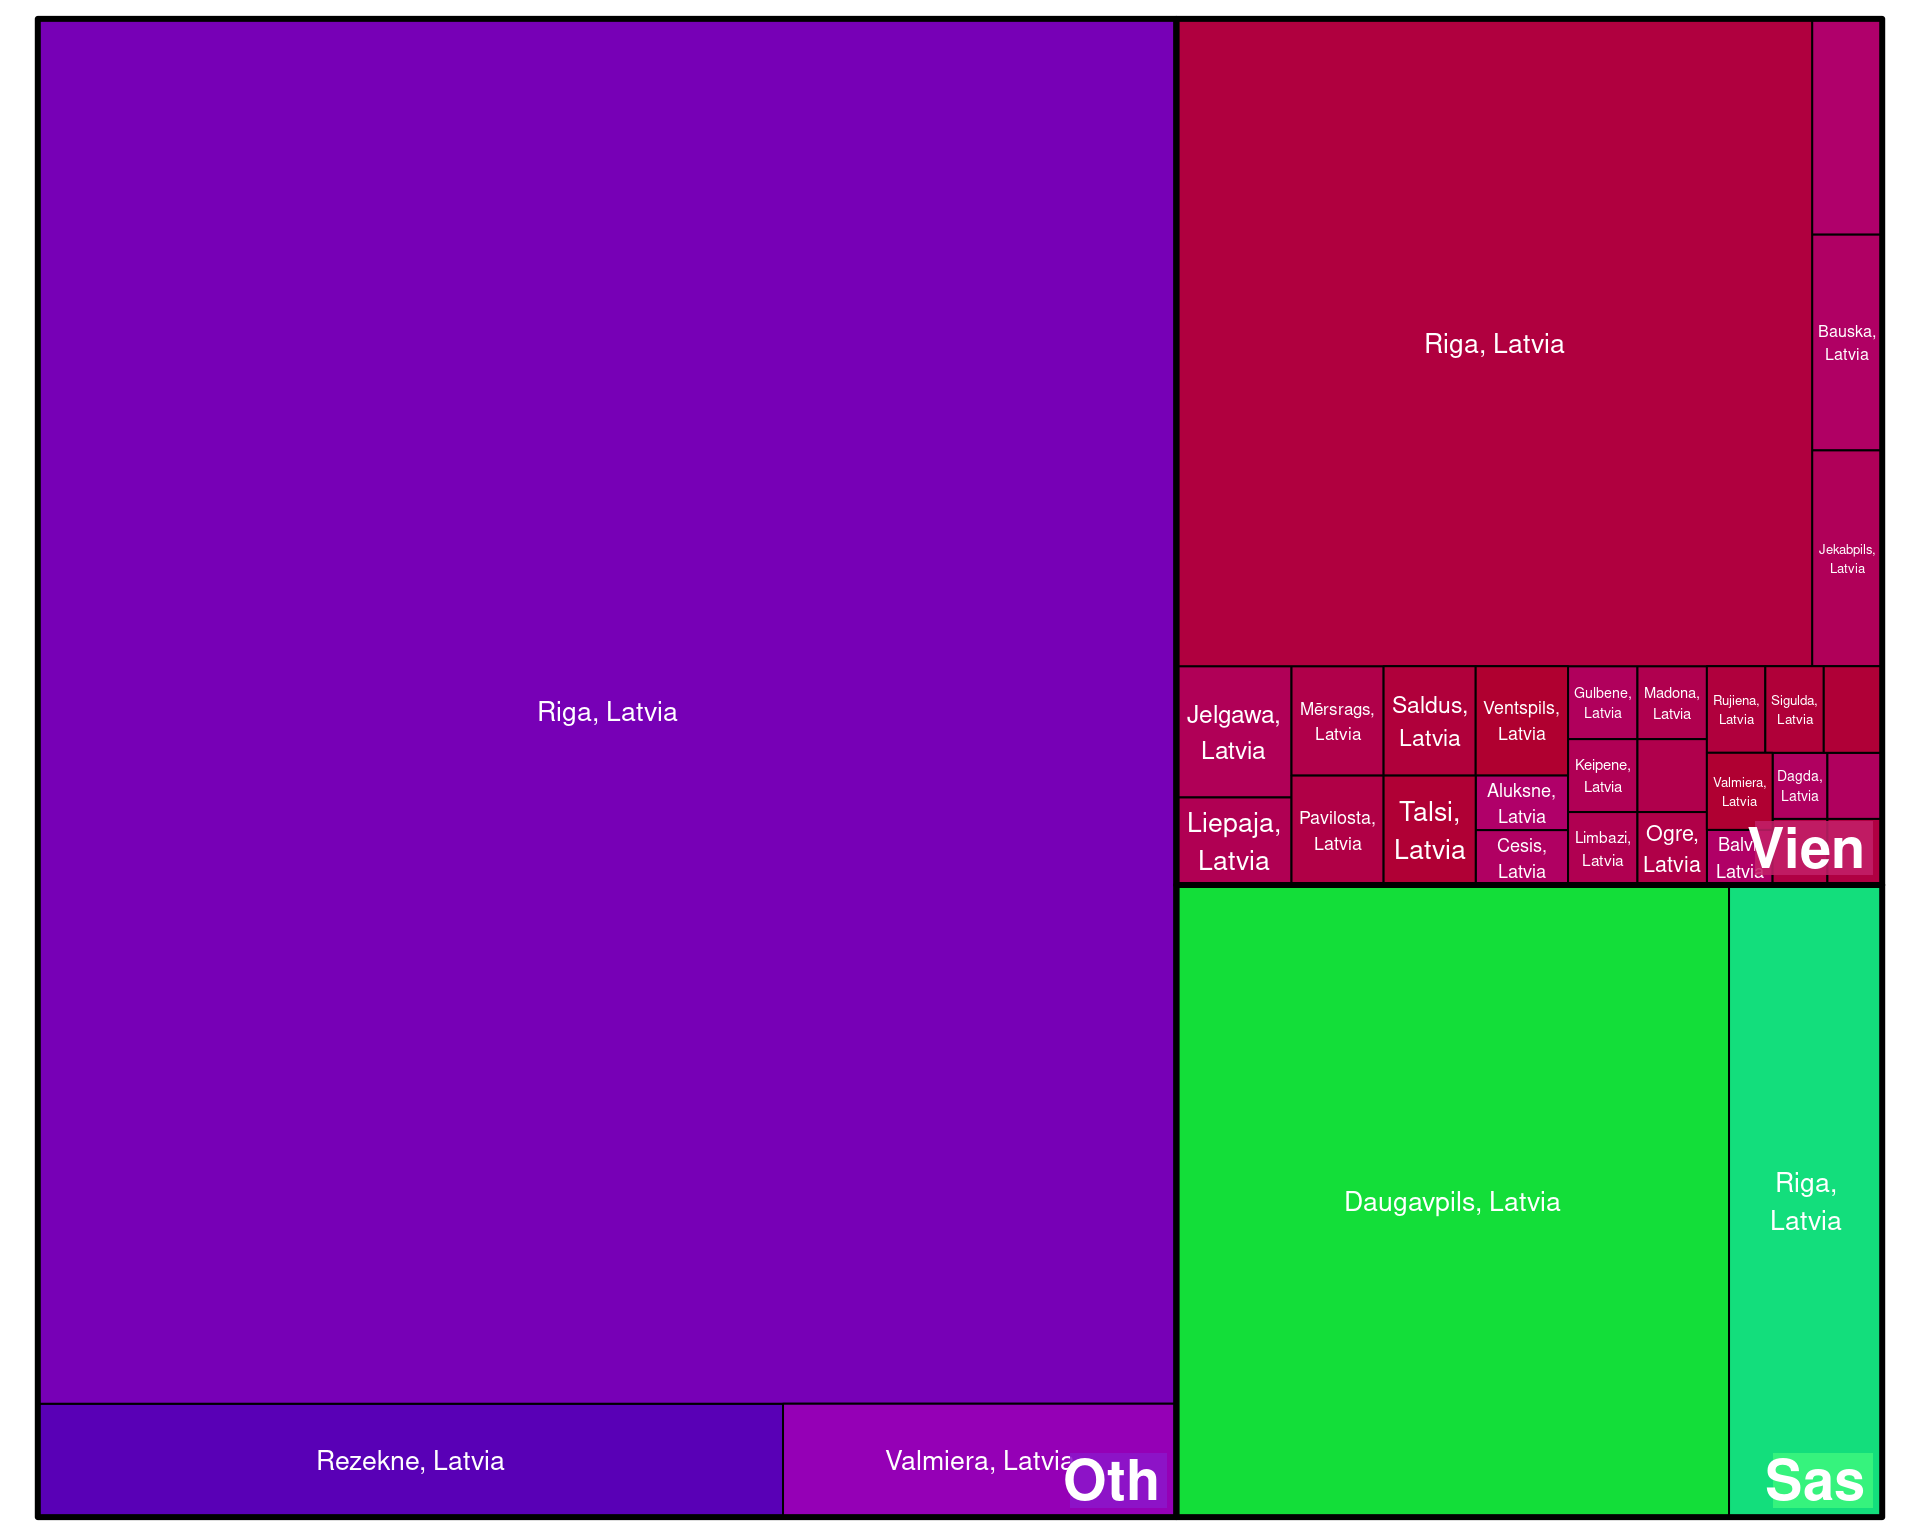 Riga, Latvia
Rezekne, Latvia
Valmiera, Latvia
Oth
Riga, Latvia
Bauska,
Latvia
Jekabpils,
Latvia
Jelgawa,
Latvia
Liepaja,
Latvia
Mērsrags,
Latvia
Pavilosta,
Latvia
Saldus,
Latvia
Talsi,
Latvia
Ventspils,
Latvia
Aluksne,
Latvia
Cesis,
Latvia
Gulbene,
Latvia
Keipene,
Latvia
Limbazi,
Latvia
Madona,
Latvia
Ogre,
Latvia
Rujiena,
Latvia
Sigulda,
Latvia
Valmiera,
Latvia
Dagda,
Latvia
Balvi,
Latvia
Vien
Daugavpils, Latvia
Riga,
Latvia
Sas